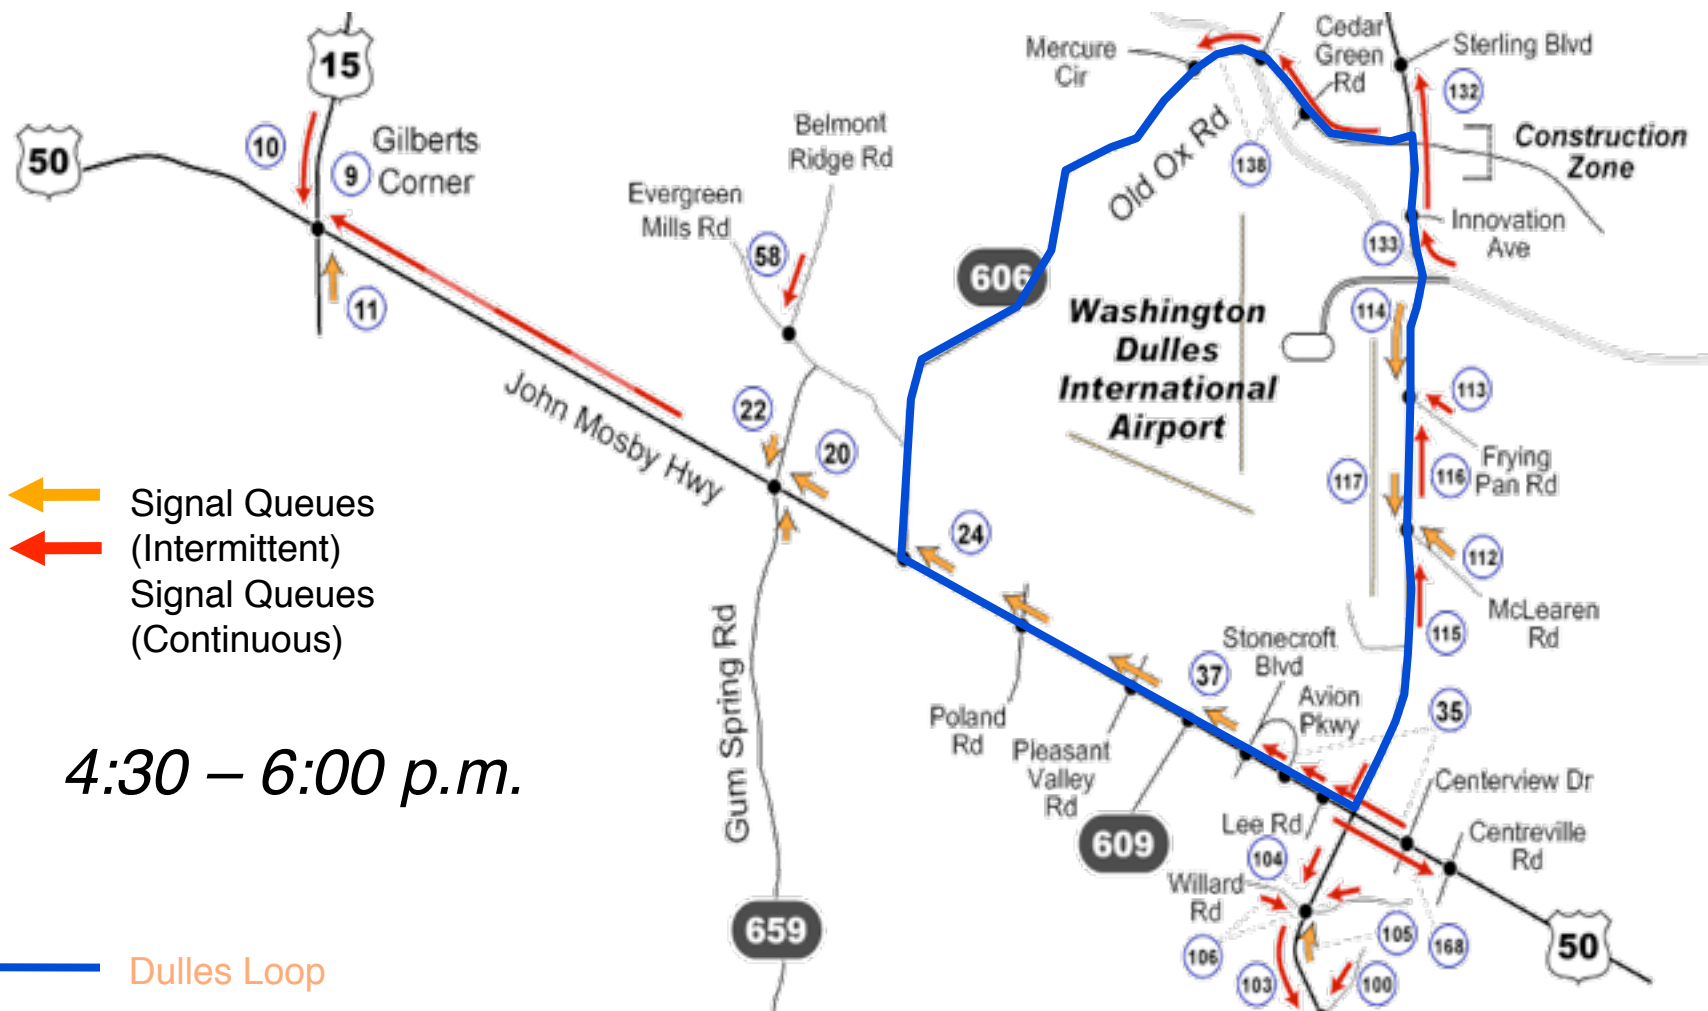 15
50
10
9
Gilberts
Corner
11
Belmont
Ridge Rd
Evergreen
Mills Rd
58
Mercure
Cir
Cedar
Green
Rd
Sterling Blvd
132
Construction
Zone
Old Ox Rd
138
Innovation
Ave
133
606
Washington
Dulles
International
Airport
114
113
Frying
Pan Rd
116
117
112
McLearen
Rd
115
John Mosby Hwy
22
20
24
Signal Queues
(Intermittent)
Signal Queues
(Continuous)
4:30 – 6:00 p.m.
Gum Spring Rd
659
Poland
Rd
Pleasant
Valley
Rd
37
Stonecroft
Blvd
Avion
Pkwy
35
609
Lee Rd
Centerview Dr
Centreville
Rd
104
Willard
Rd
106
103
105
100
168
50
Dulles Loop